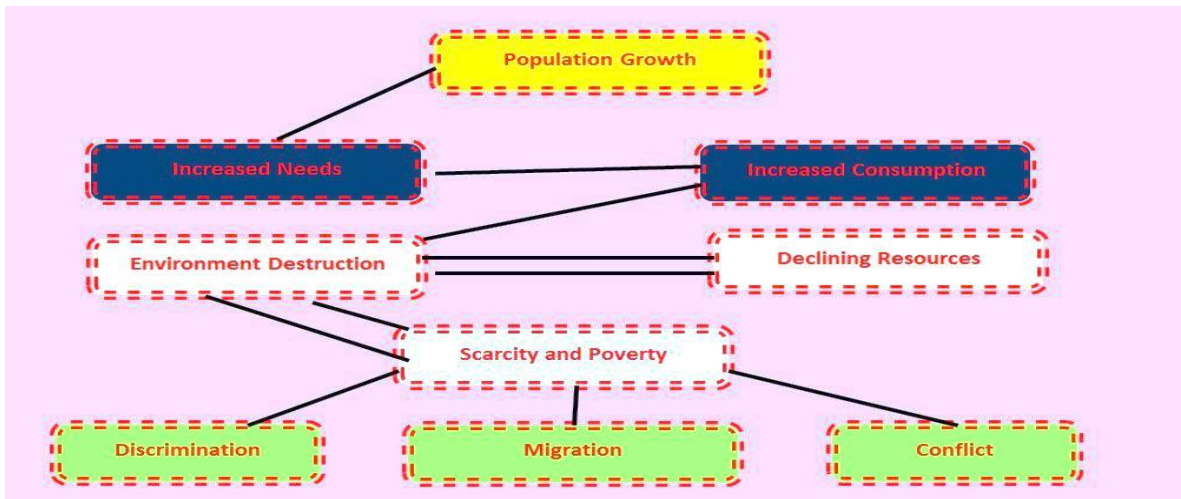 Population Growth
Increased Needs
Increased Consumption
Environment Destruction
Declining Resources
Scarcity and Poverty
Discrimination
Migration
Conflict